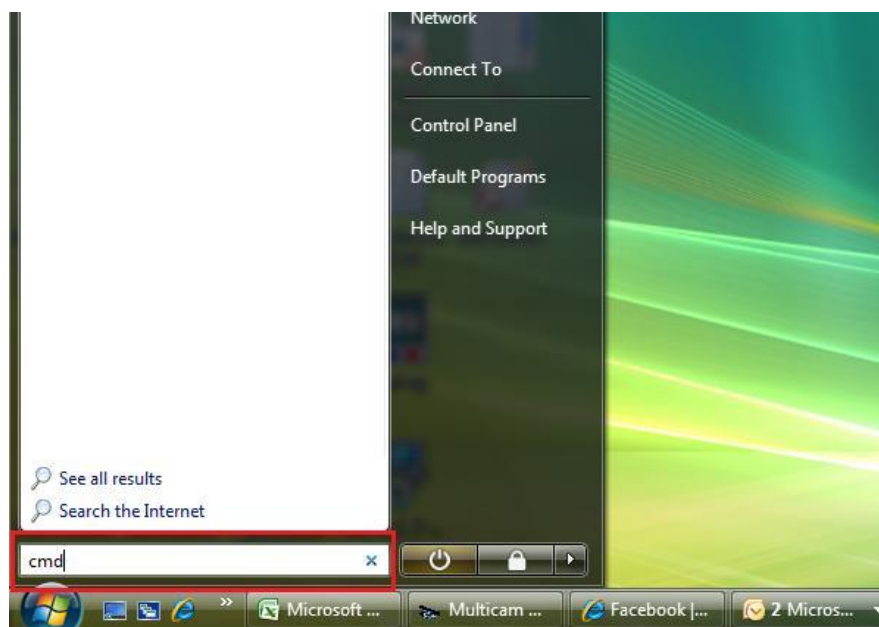 Network
Connect To
Control Panel
Default Programs
Help and Support
See all results
Search the Internet
cmd
Microsoft ...
Multicam ...
Facebook |...
2 Micros...